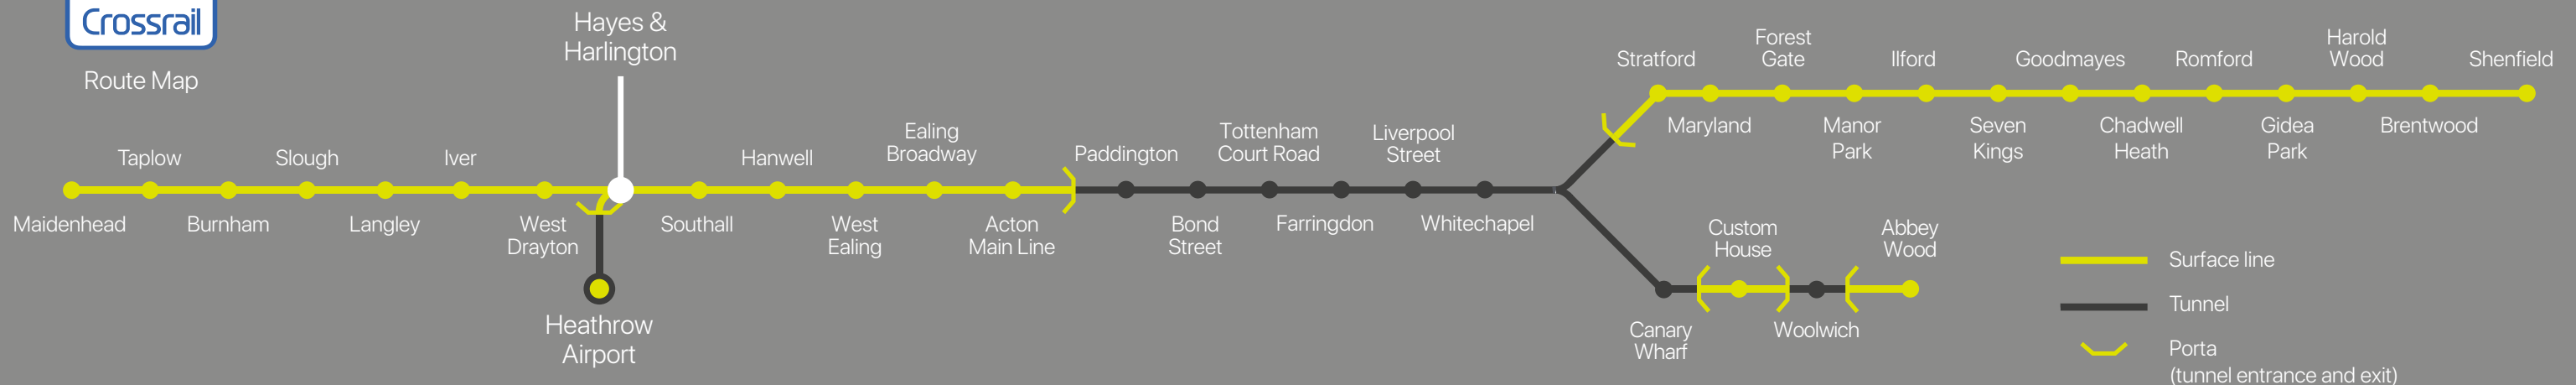 Crossrail
Route Map
Hayes &
Harlington
Taplow
Slough
Iver
Hanwell
Ealing
Broadway
Paddington
Tottenham
Court Road
Liverpool
Street
Maidenhead
Burnham
Langley
West
Drayton
Southall
West
Ealing
Acton
Main Line
Bond
Street
Farringdon
Whitechapel
Heathrow
Airport
Stratford
Forest
Gate
Ilford
Goodmayes
Romford
Harold
Wood
Shenfield
Maryland
Manor
Park
Seven
Kings
Chadwell
Heath
Gidea
Park
Brentwood
Custom
House
Abbey
Wood
Canary
Wharf
Woolwich
Surface line
Tunnel
Porta
(tunnel entrance and exit)